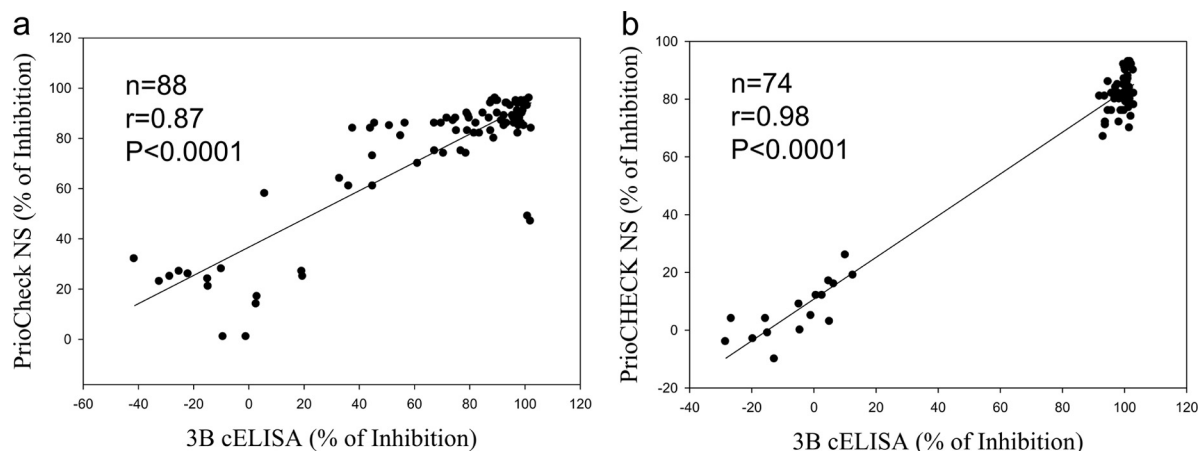 a
PrioCheck NS (% of Inhibition)
120
100
80
60
40
20
0
n=88
r=0.87
P<0.0001
-60
-40
-20
0
20
40
60
80
100
120
3B cELISA (% of Inhibition)
b
PrioCHECK NS (% of Inhibition)
100
80
60
40
20
0
-20
n=74
r=0.98
P<0.0001
-40
-20
0
20
40
60
80
100
120
3B cELISA (% of Inhibition)